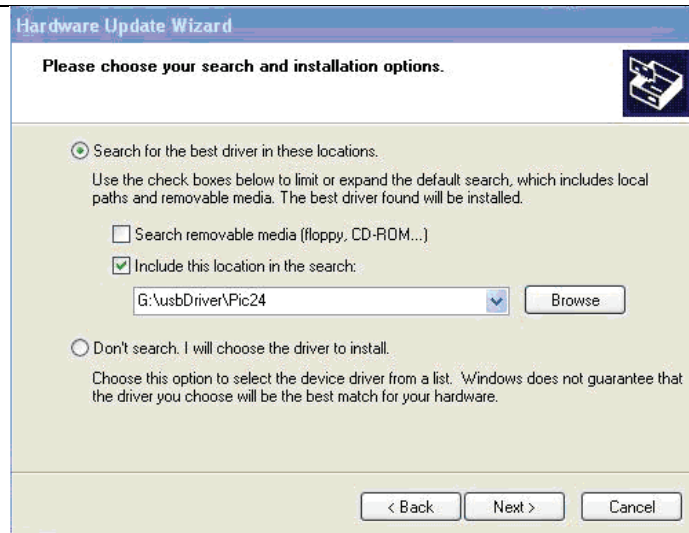 Hardware Update Wizard
Please choose your search and installation options.
Search for the best driver in these locations.
Use the check boxes below to limit or expand the default search, which includes local
paths and removable media. The best driver found will be installed.
Search removable media (floppy, CD-ROM...)
Include this location in the search:
G:\usbDriver\Pic24
Browse
Don't search. I will choose the driver to install.
Choose this option to select the device driver from a list. Windows does not guarantee that
the driver you choose will be the best match for your hardware.
< Back Next > Cancel